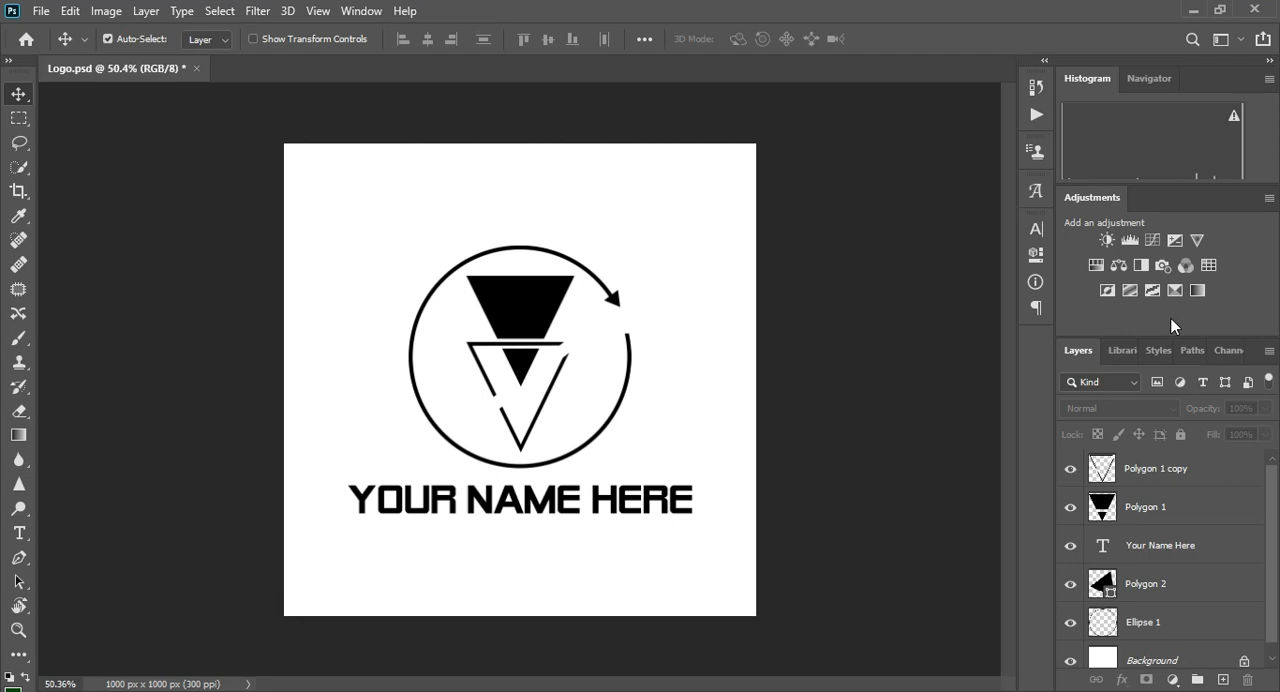 Ps File Edit Image Layer Type Select Filter 3D View Window Help
Auto-Select: Layer Show Transform Controls 3D Mode:
Logo.psd @ 50.4% (RGB/8) *
Histogram Navigator
Adjustments
Add an adjustment
Layers Librari Styles Paths Chann
Kind
Normal Opacity: 100%
Lock: Fill: 100%
Polygon 1 copy
Polygon 1
Your Name Here
Polygon 2
Ellipse 1
Background
YOUR NAME HERE
50.36% 1000 px x 1000 px (300 ppi)